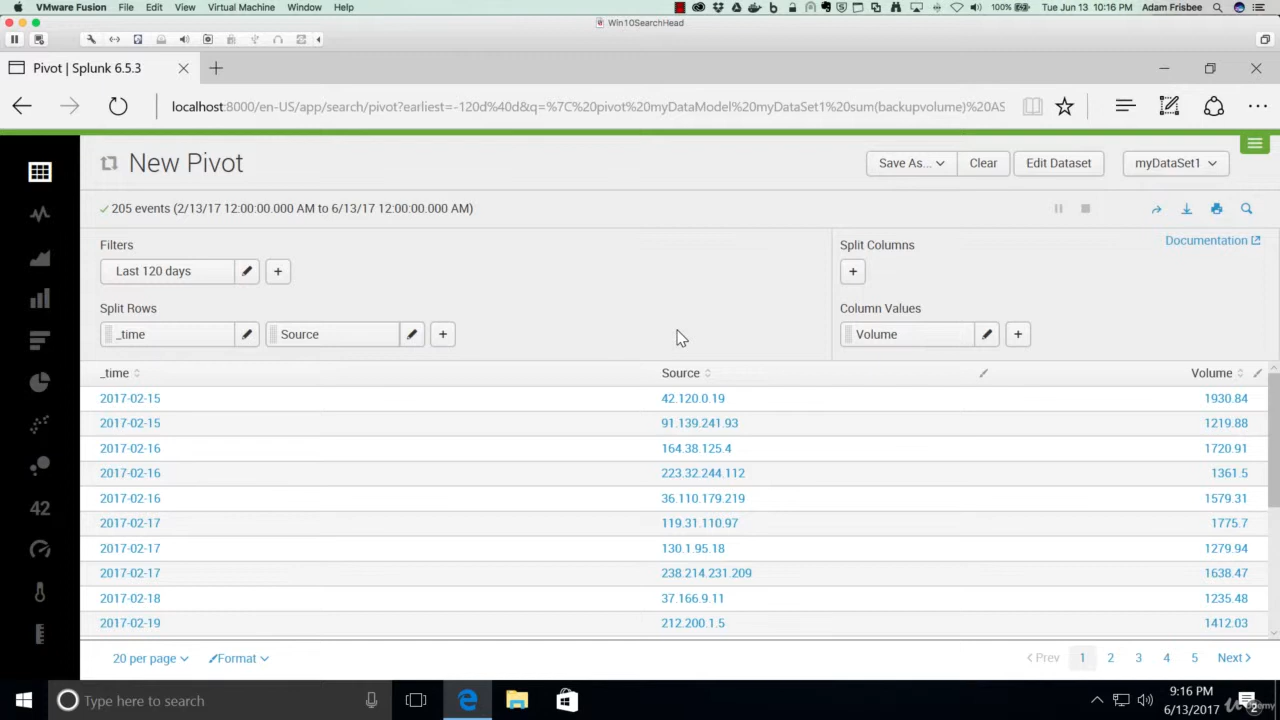 VMware Fusion File Edit View Virtual Machine Window Help 100% Tue Jun 13 10:16 PM Adam Frisbee
Win10SearchHead
Pivot | Splunk 6.5.3
localhost:8000/en-US/app/search/pivot?earliest=-120d%40d&q=%7C%20pivot%20myDataModel%20myDataSet1%20sum(backupvolume)%20AS
New Pivot
Save As... Clear Edit Dataset myDataSet1
205 events (2/13/17 12:00:00.000 AM to 6/13/17 12:00:00.000 AM)
Filters Split Columns Documentation
Last 120 days + +
Split Rows Column Values
_time Source + Volume +
_time Source Volume
2017-02-15 42.120.0.19 1930.84
2017-02-15 91.139.241.93 1219.88
2017-02-16 164.38.125.4 1720.91
2017-02-16 223.32.244.112 1361.5
2017-02-16 36.110.179.219 1579.31
42
2017-02-17 119.31.110.97 1775.7
2017-02-17 130.1.95.18 1279.94
2017-02-17 238.214.231.209 1638.47
2017-02-18 37.166.9.11 1235.48
2017-02-19 212.200.1.5 1412.03
20 per page Format < Prev 1 2 3 4 5 Next >
Type here to search
9:16 PM
6/13/2017 2